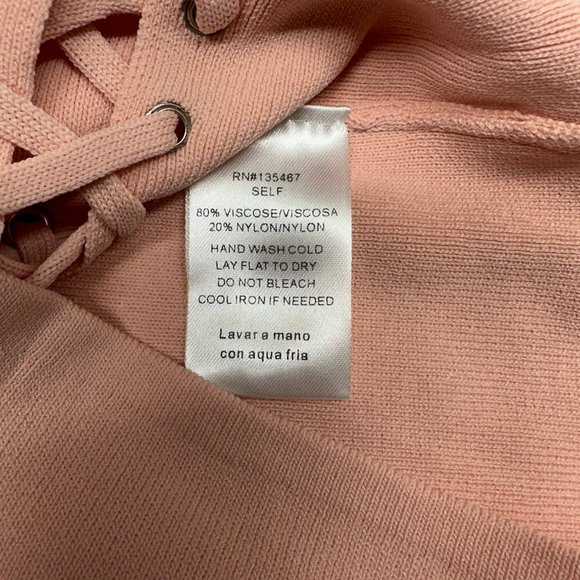 RN#135467
SELF
80% VISCOSE/VISCOSA
20% NYLON/NYLON
HAND WASH COLD
LAY FLAT TO DRY
DO NOT BLEACH
COOL IRON IF NEEDED
Lavar a mano
con aqua fria